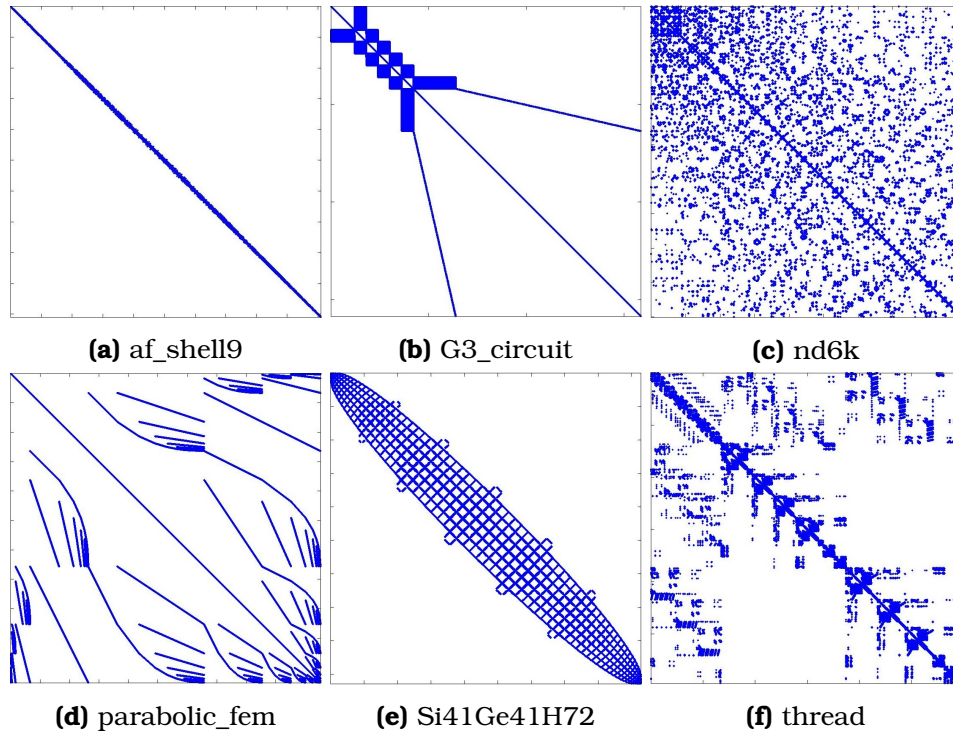 (a) af_shell9
(b) G3_circuit
(c) nd6k
(d) parabolic_fem
(e) Si41Ge41H72
(f) thread